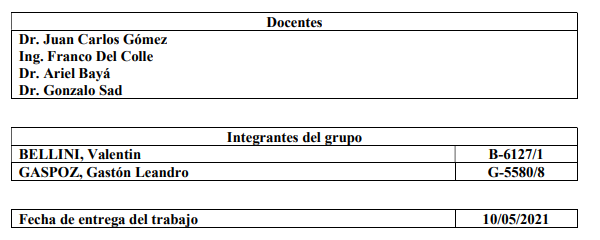 Docentes
Dr. Juan Carlos Gómez
Ing. Franco Del Colle
Dr. Ariel Bayá
Dr. Gonzalo Sad
Integrantes del grupo
BELLINI, Valentin B-6127/1
GASPOZ, Gastón Leandro G-5580/8
Fecha de entrega del trabajo 10/05/2021